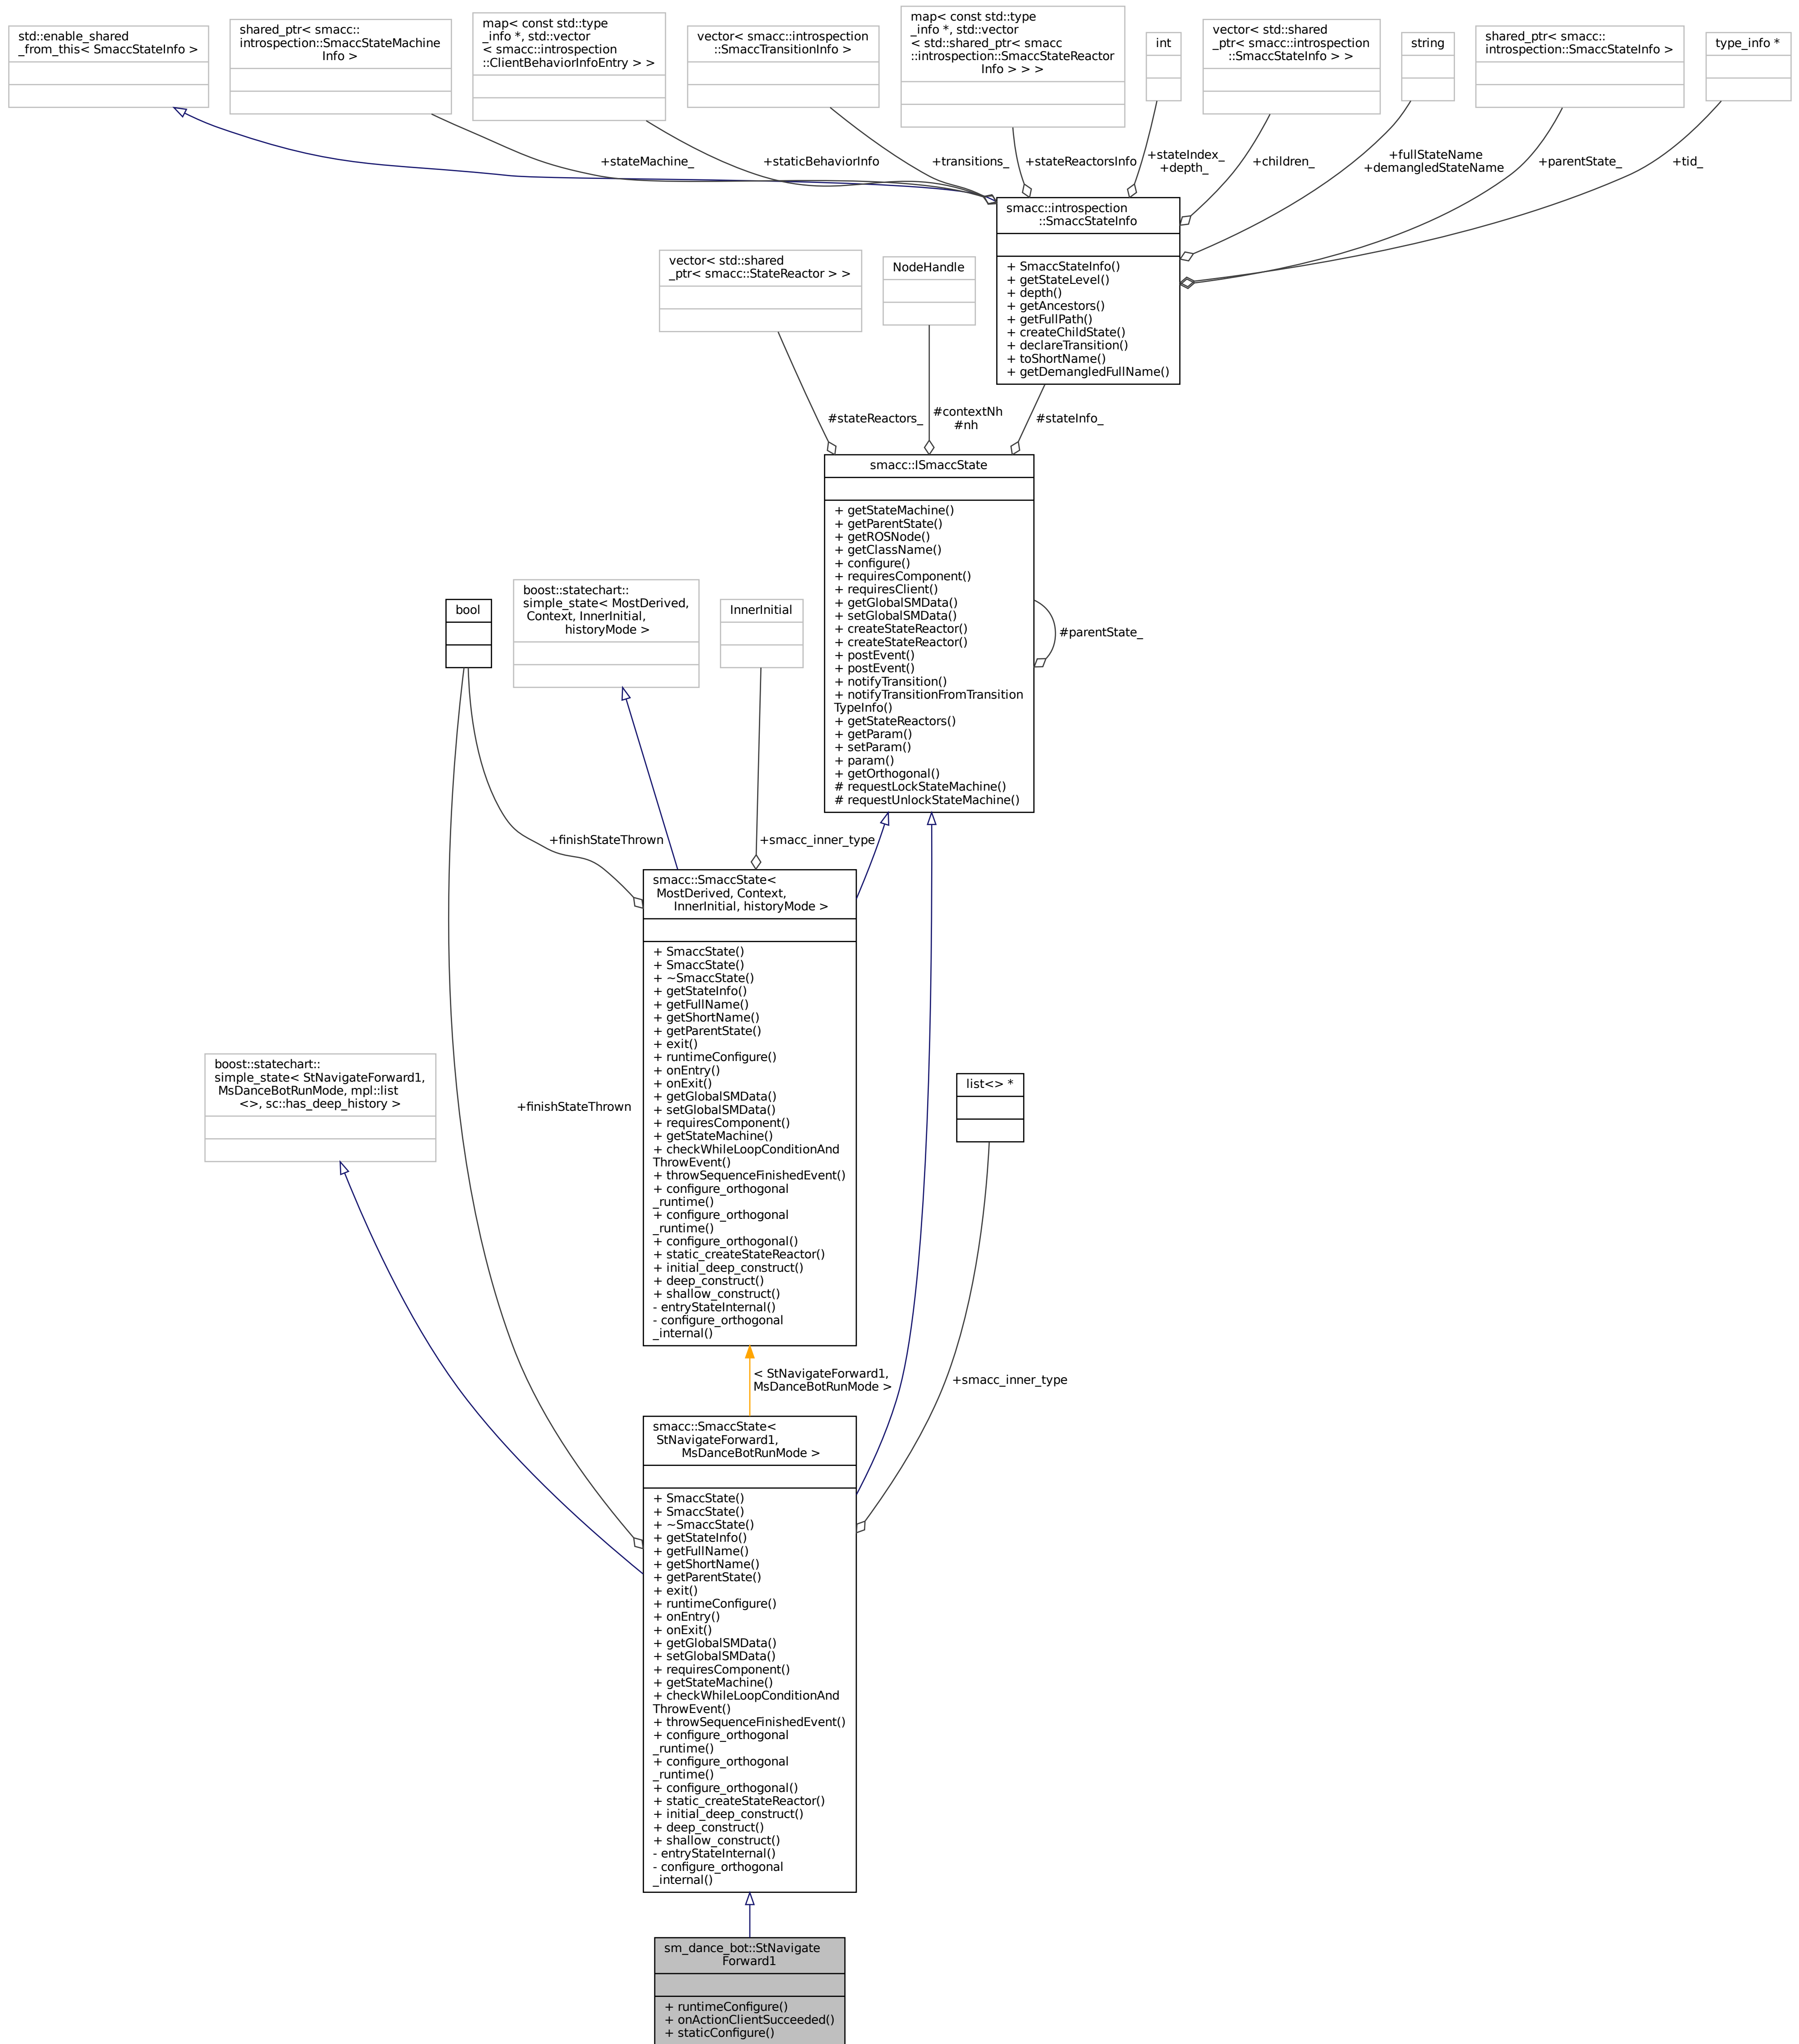 std::enable_shared
_from_this< SmaccStateInfo >
shared_ptr< smacc::
introspection::SmaccStateMachine
Info >
map< const std::type
_info *, std::vector
< smacc::introspection
::ClientBehaviorInfoEntry > >
vector< smacc::introspection
::SmaccTransitionInfo >
map< const std::type
_info *, std::vector
< std::shared_ptr< smacc
::introspection::SmaccStateReactor
Info > > >
int
vector< std::shared
_ptr< smacc::introspection
::SmaccStateInfo > >
string
shared_ptr< smacc::
introspection::SmaccStateInfo >
type_info *
+stateMachine_
+staticBehaviorInfo
+transitions_
+stateReactorsInfo
+stateIndex_
+depth_
+children_
+fullStateName
+demangledStateName
+parentState_
+tid_
smacc::introspection
::SmaccStateInfo
+ SmaccStateInfo()
+ getStateLevel()
+ depth()
+ getAncestors()
+ getFullPath()
+ createChildState()
+ declareTransition()
+ toShortName()
+ getDemangledFullName()
vector< std::shared
_ptr< smacc::StateReactor > >
NodeHandle
#stateReactors_
#contextNh
#nh
#stateInfo_
smacc::ISmaccState
+ getStateMachine()
+ getParentState()
+ getROSNode()
+ getClassName()
+ configure()
+ requiresComponent()
+ requiresClient()
+ getGlobalSMData()
+ setGlobalSMData()
+ createStateReactor()
+ createStateReactor()
+ postEvent()
+ postEvent()
+ notifyTransition()
+ notifyTransitionFromTransition
TypeInfo()
+ getStateReactors()
+ getParam()
+ setParam()
+ param()
+ getOrthogonal()
# requestLockStateMachine()
# requestUnlockStateMachine()
#parentState_
bool
boost::statechart::
simple_state< MostDerived,
Context, InnerInitial,
historyMode >
InnerInitial
+finishStateThrown
+smacc_inner_type
smacc::SmaccState<
MostDerived, Context,
InnerInitial, historyMode >
+ SmaccState()
+ SmaccState()
+ ~SmaccState()
+ getStateInfo()
+ getFullName()
+ getShortName()
+ getParentState()
+ exit()
+ runtimeConfigure()
+ onEntry()
+ onExit()
+ getGlobalSMData()
+ setGlobalSMData()
+ requiresComponent()
+ getStateMachine()
+ checkWhileLoopConditionAnd
ThrowEvent()
+ throwSequenceFinishedEvent()
+ configure_orthogonal
_runtime()
+ configure_orthogonal
_runtime()
+ configure_orthogonal()
+ static_createStateReactor()
+ initial_deep_construct()
+ deep_construct()
+ shallow_construct()
- entryStateInternal()
- configure_orthogonal
_internal()
boost::statechart::
simple_state< StNavigateForward1,
MsDanceBotRunMode, mpl::list
<>, sc::has_deep_history >
+finishStateThrown
list<> *
< StNavigateForward1,
MsDanceBotRunMode >
+smacc_inner_type
smacc::SmaccState<
StNavigateForward1,
MsDanceBotRunMode >
+ SmaccState()
+ SmaccState()
+ ~SmaccState()
+ getStateInfo()
+ getFullName()
+ getShortName()
+ getParentState()
+ exit()
+ runtimeConfigure()
+ onEntry()
+ onExit()
+ getGlobalSMData()
+ setGlobalSMData()
+ requiresComponent()
+ getStateMachine()
+ checkWhileLoopConditionAnd
ThrowEvent()
+ throwSequenceFinishedEvent()
+ configure_orthogonal
_runtime()
+ configure_orthogonal
_runtime()
+ configure_orthogonal()
+ static_createStateReactor()
+ initial_deep_construct()
+ deep_construct()
+ shallow_construct()
- entryStateInternal()
- configure_orthogonal
_internal()
sm_dance_bot::StNavigate
Forward1
+ runtimeConfigure()
+ onActionClientSucceeded()
+ staticConfigure()